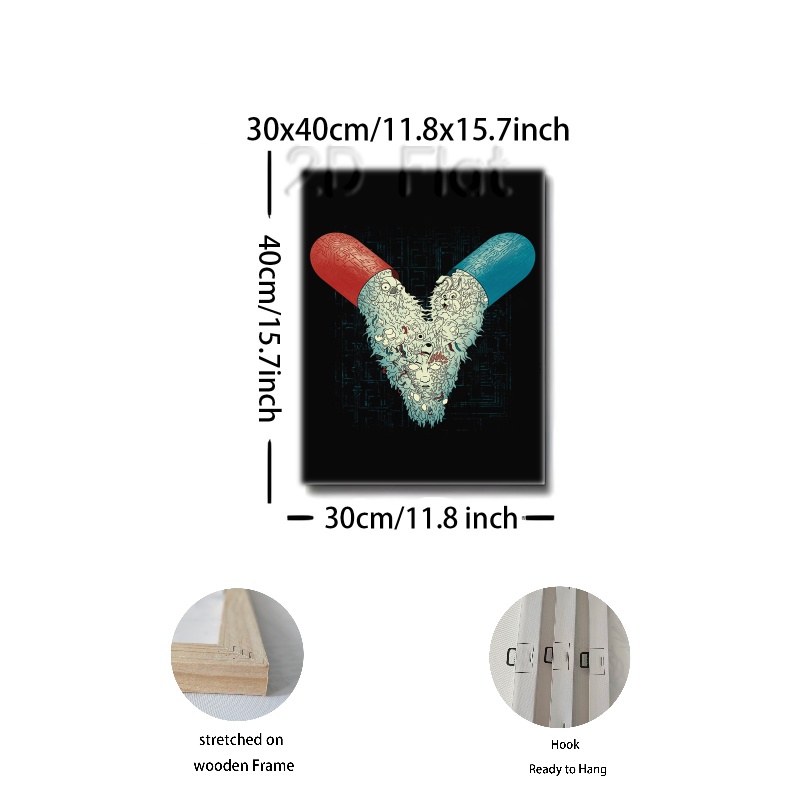 30x40cm/11.8x15.7inch
2D Flat
40cm/15.7inch
30cm/11.8 inch
stretched on
wooden Frame
Hook
Ready to Hang